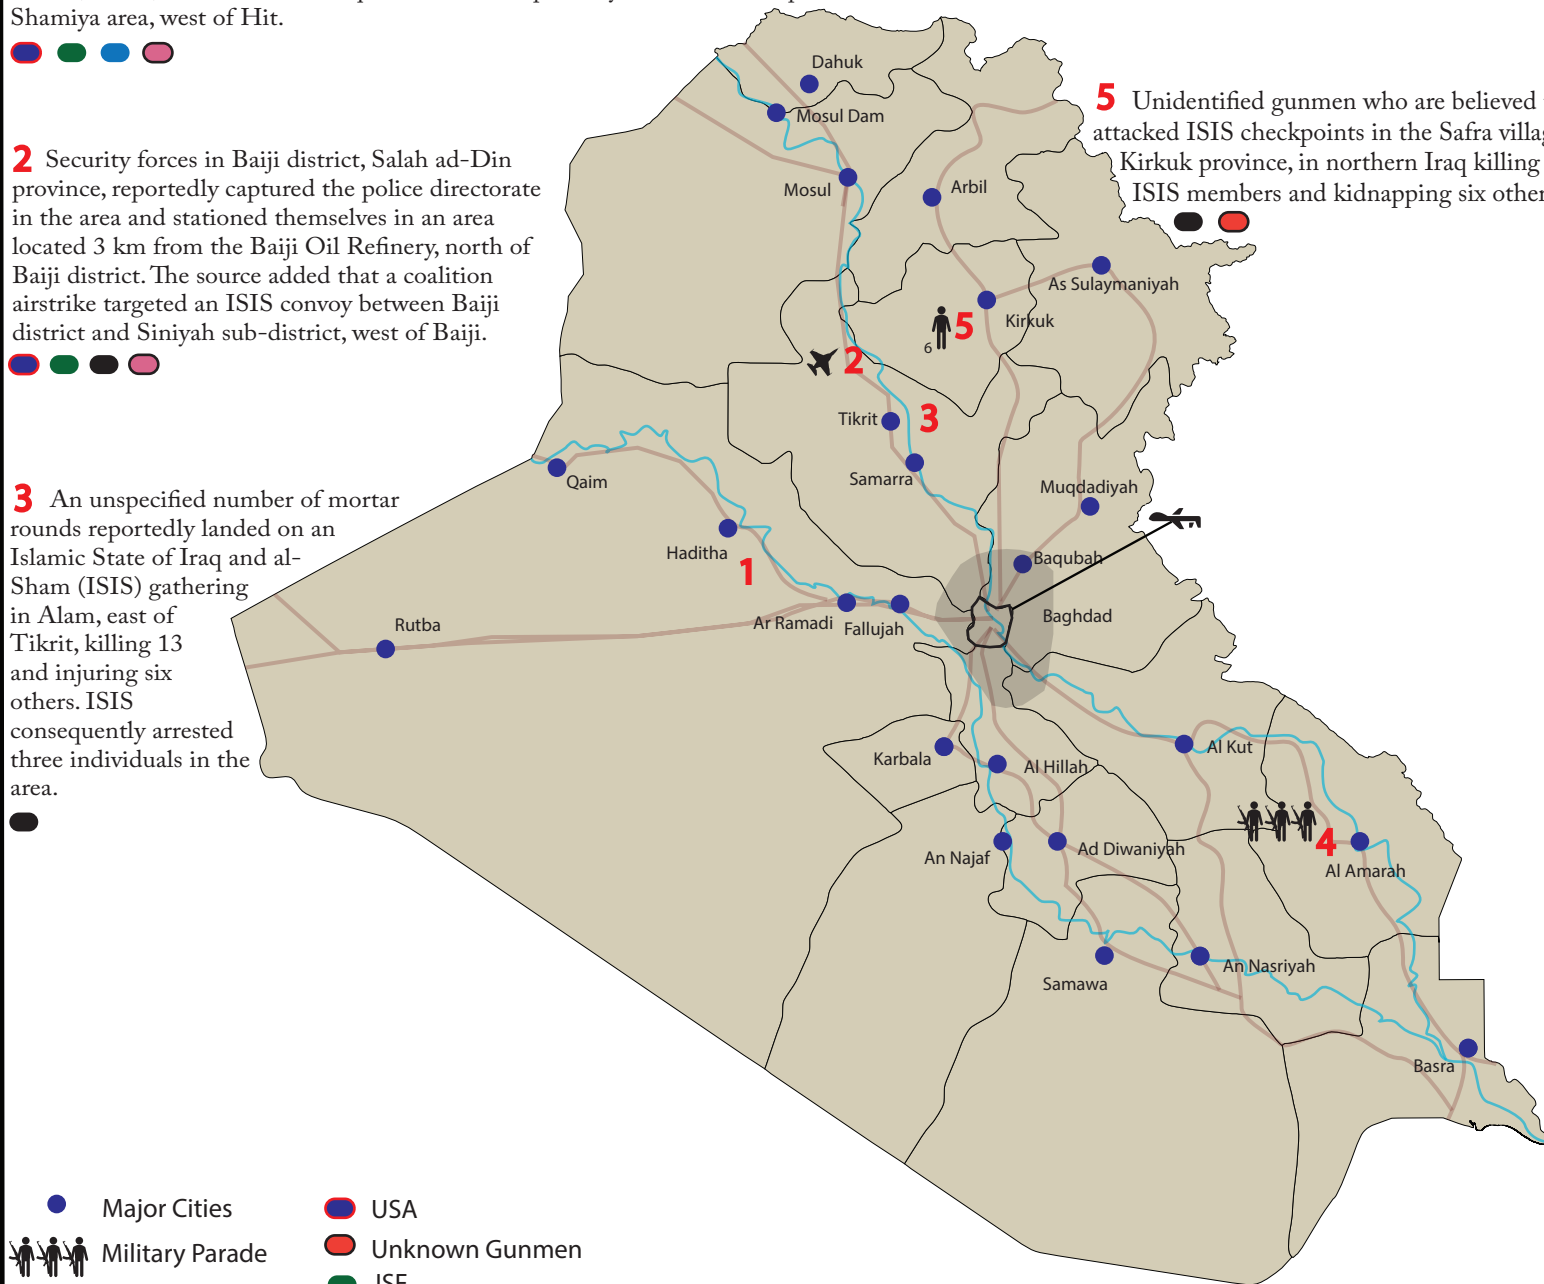 Shamiya area, west of Hit.
2 Security forces in Baiji district, Salah ad-Din
province, reportedly captured the police directorate
in the area and stationed themselves in an area
located 3 km from the Baiji Oil Refinery, north of
Baiji district. The source added that a coalition
airstrike targeted an ISIS convoy between Baiji
district and Siniyah sub-district, west of Baiji.
3 An unspecified number of mortar
rounds reportedly landed on an
Islamic State of Iraq and al-
Sham (ISIS) gathering
in Alam, east of
Tikrit, killing 13
and injuring six
others. ISIS
consequently arrested
three individuals in the
area.
5 Unidentified gunmen who are believed
attacked ISIS checkpoints in the Safra villag
Kirkuk province, in northern Iraq killing
ISIS members and kidnapping six other
Dahuk
Mosul Dam
Mosul
Arbil
As Sulaymaniyah
Kirkuk
5
6
2
Tikrit
3
Samarra
Qaim
Muqdadiyah
Haditha
1
Baqubah
Baghdad
Ar Ramadi
Fallujah
Rutba
Karbala
Al Hillah
Al Kut
An Najaf
Ad Diwaniyah
4
Al Amarah
Samawa
An Nasriyah
Basra
Major Cities
Military Parade
USA
Unknown Gunmen
ISF